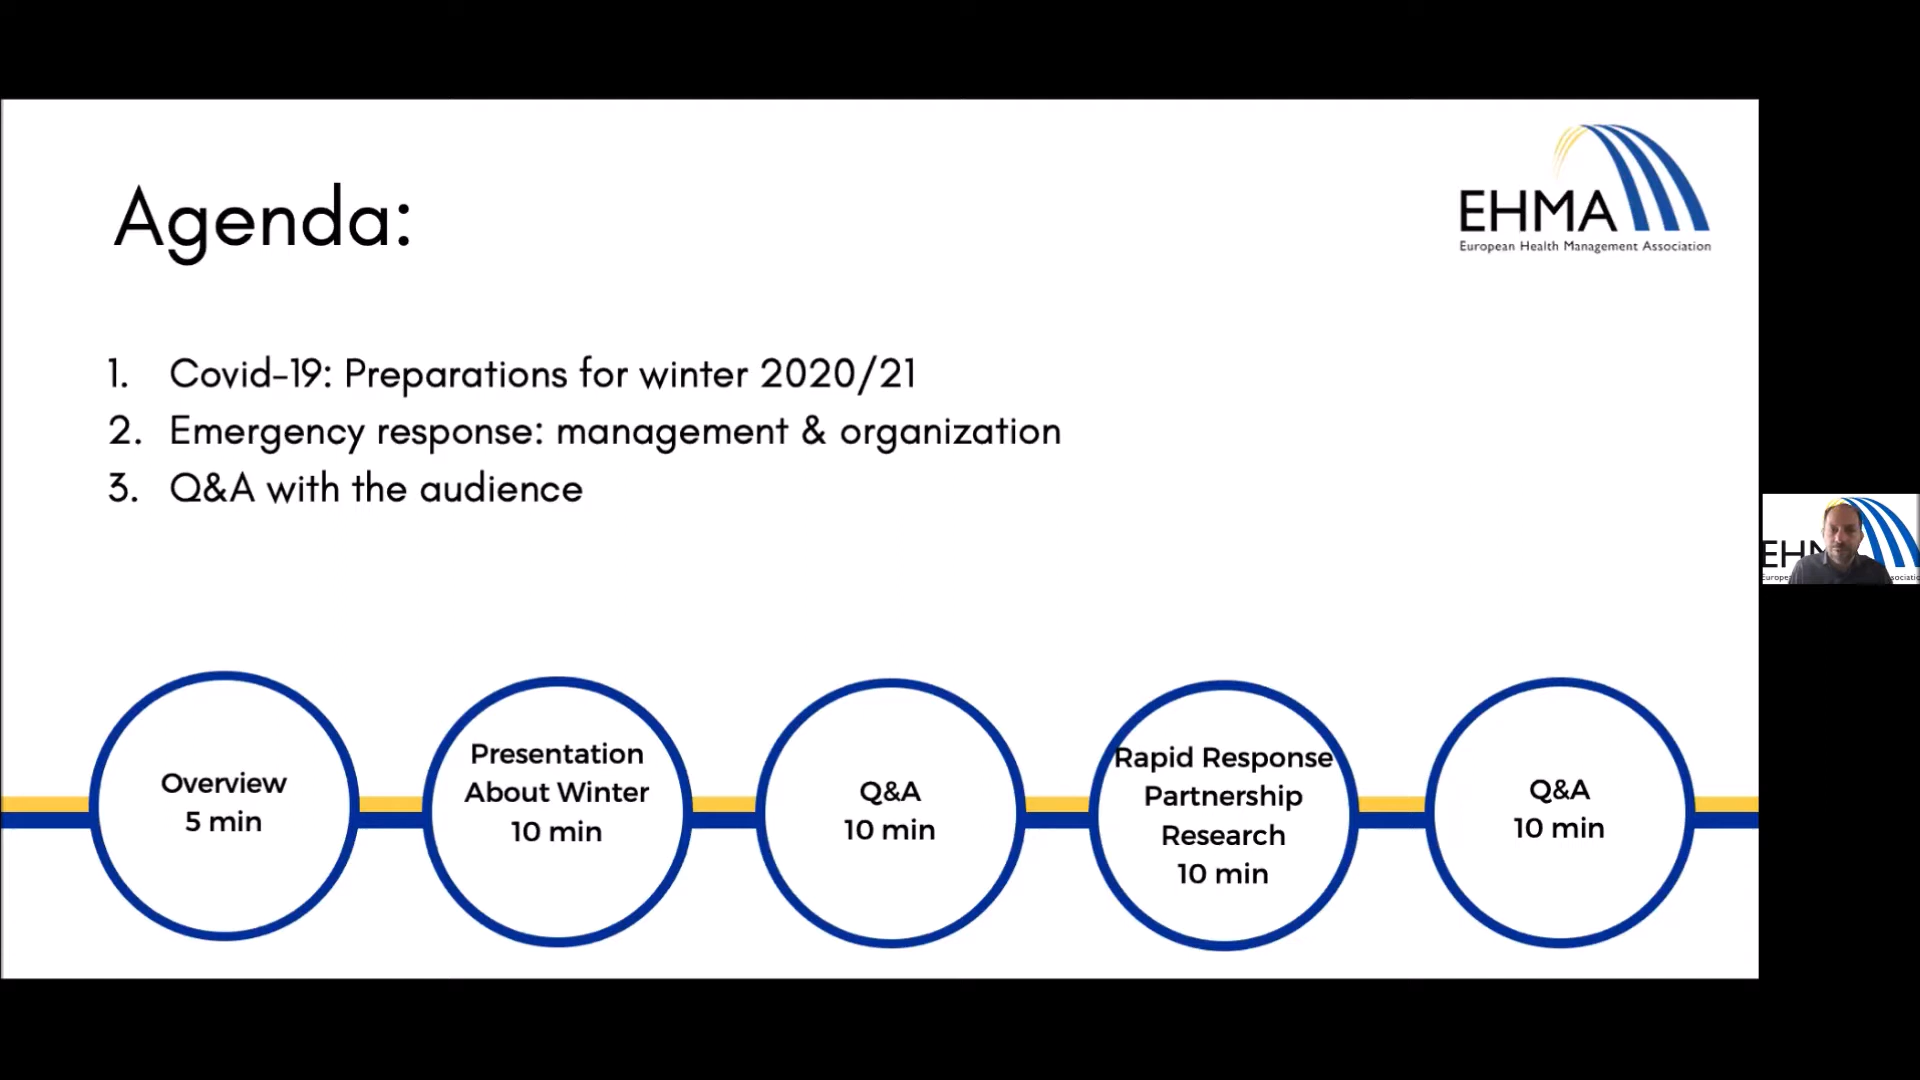 Agenda:
EHMA
European Health Management Association
1. Covid-19: Preparations for winter 2020/21
2. Emergency response: management & organization
3. Q&A with the audience
Overview
5 min
Presentation
About Winter
10 min
Q&A
10 min
Rapid Response
Partnership
Research
10 min
Q&A
10 min